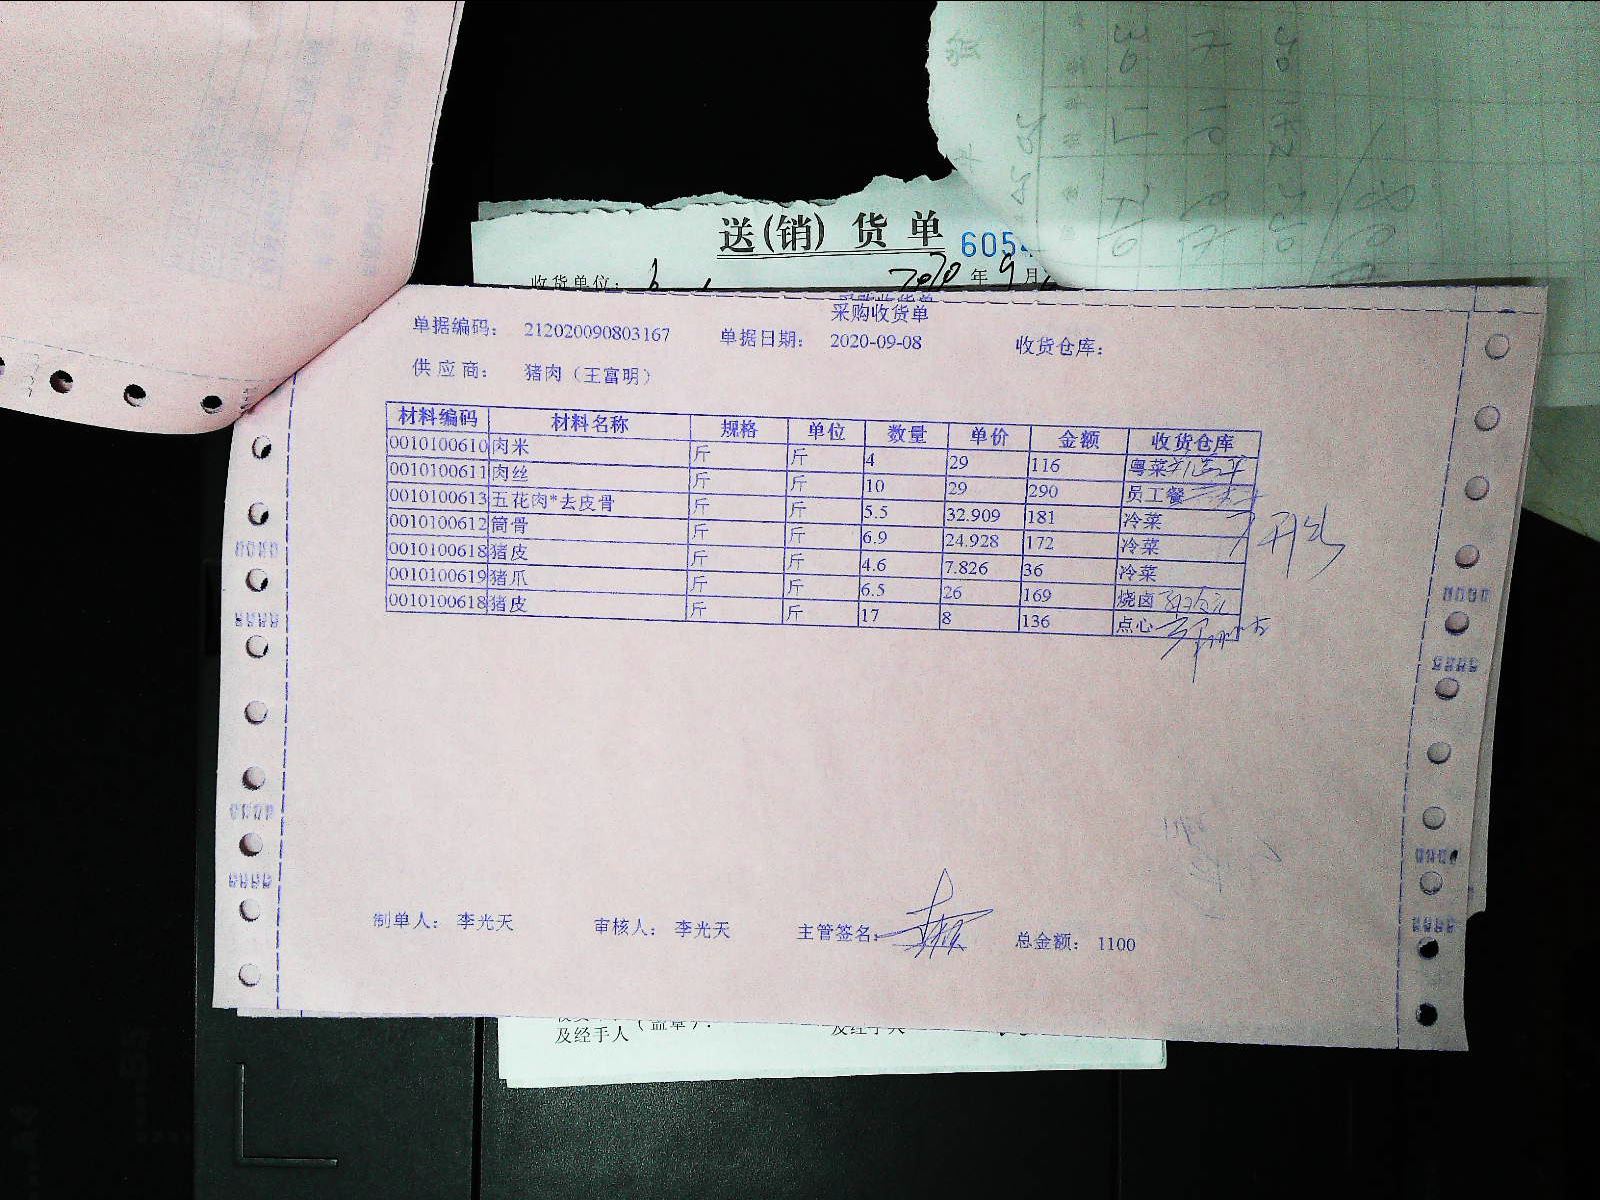 送(销)货单 605
收货单位:
2020年9月
采购收货单
单据编码: 212020090803167 单据日期: 2020-09-08 收货仓库:
供应商: 猪肉（王富明）
材料编码 材料名称 规格 单位 数量 单价 金额 收货仓库
0010100610 肉米 斤 斤 4 29 116 粤菜
0010100611 肉丝 斤 斤 10 29 290 员工餐
0010100613 五花肉*去皮骨 斤 斤 5.5 32.909 181 冷菜
0010100612 筒骨 斤 斤 6.9 24.928 172 冷菜
0010100618 猪皮 斤 斤 4.6 7.826 36 冷菜
0010100619 猪爪 斤 斤 6.5 26 169 烧卤
0010100618 猪皮 斤 斤 17 8 136 点心
制单人: 李光天 审核人: 李光天 主管签名: 总金额: 1100
及经手人 (盖章): 及经手人